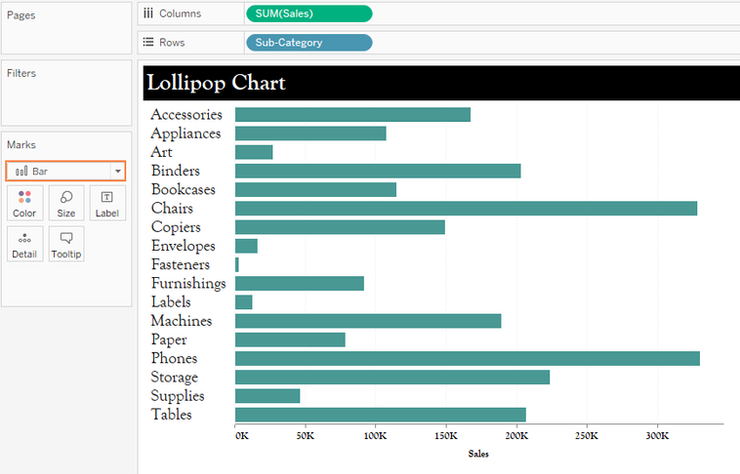 Pages
Columns
SUM(Sales)
Rows
Sub-Category
Filters
Marks
Bar
Color
Size
Label
Detail
Tooltip
Lollipop Chart
Accessories
Appliances
Art
Binders
Bookcases
Chairs
Copiers
Envelopes
Fasteners
Furnishings
Labels
Machines
Paper
Phones
Storage
Supplies
Tables
0K 50K 100K 150K 200K 250K 300K
Sales